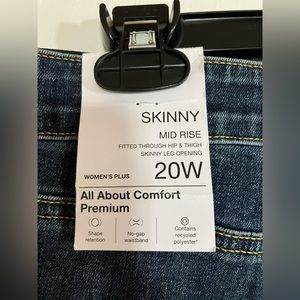 SKINNY
MID RISE
FITTED THROUGH HIP & THIGH
SKINNY LEG OPENING
WOMEN'S PLUS 20W
All About Comfort
Premium
Shape
retention
No-gap
waistband
Contains
recycled
polyester*